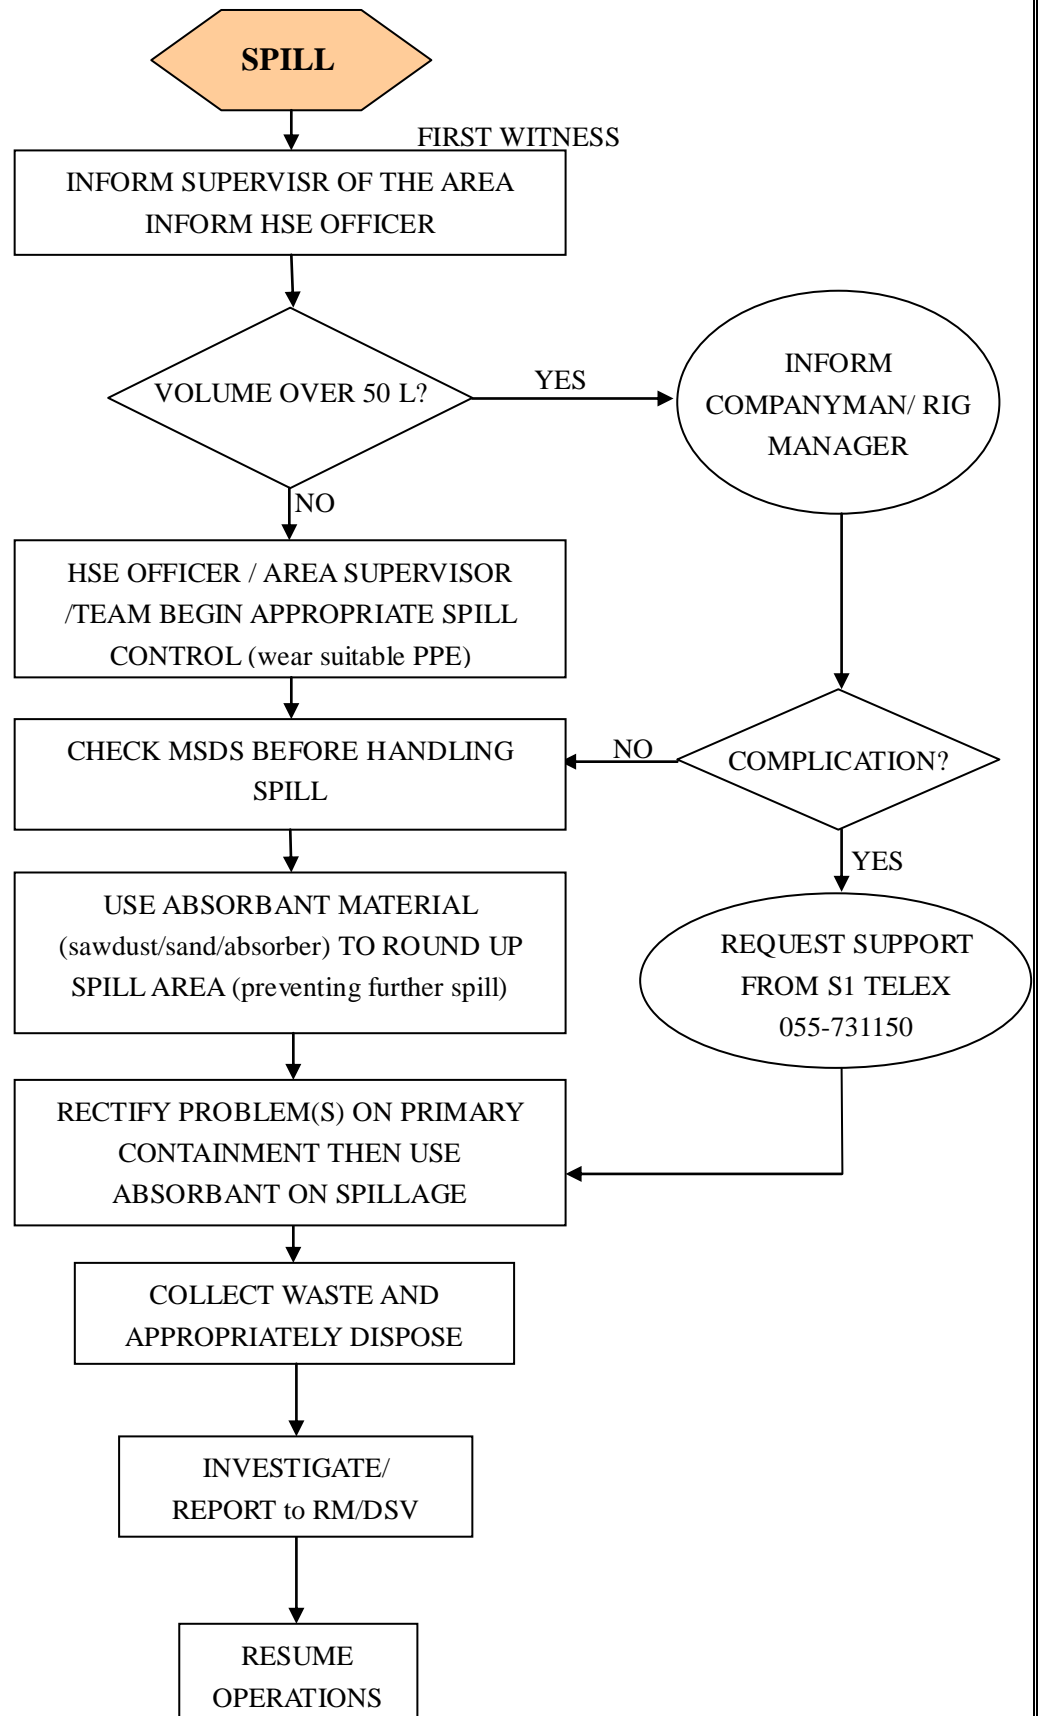 SPILL
FIRST WITNESS
INFORM SUPERVISR OF THE AREA
INFORM HSE OFFICER
VOLUME OVER 50 L?
YES
INFORM
COMPANYMAN/ RIG
MANAGER
NO
HSE OFFICER / AREA SUPERVISOR
/TEAM BEGIN APPROPRIATE SPILL
CONTROL (wear suitable PPE)
CHECK MSDS BEFORE HANDLING
SPILL
NO
COMPLICATION?
YES
USE ABSORBANT MATERIAL
(sawdust/sand/absorber) TO ROUND UP
SPILL AREA (preventing further spill)
REQUEST SUPPORT
FROM S1 TELEX
055-731150
RECTIFY PROBLEM(S) ON PRIMARY
CONTAINMENT THEN USE
ABSORBANT ON SPILLAGE
COLLECT WASTE AND
APPROPRIATELY DISPOSE
INVESTIGATE/
REPORT to RM/DSV
RESUME
OPERATIONS